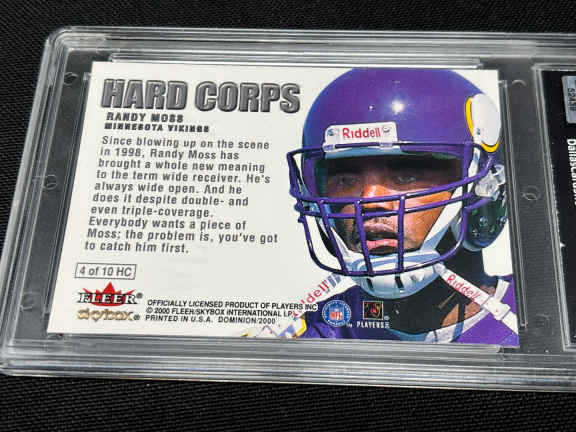 HARD CORPS
RANDY MOSS
MINNESOTA VIKINGS
Since blowing up on the scene
in 1998, Randy Moss has
brought a whole new meaning
to the term wide receiver. He's
always wide open. And he
does it despite double- and
even triple-coverage.
Everybody wants a piece of
Moss; the problem is, you've got
to catch him first.
4 of 10 HC
FLEER
SKYBOX®
OFFICIALLY LICENSED PRODUCT OF PLAYERS INC
© 2000 FLEER/SKYBOX INTERNATIONAL LP
PRINTED IN U.S.A. DOMINION/2000
Riddell
Riddell
Riddell
NFL
PLAYERS